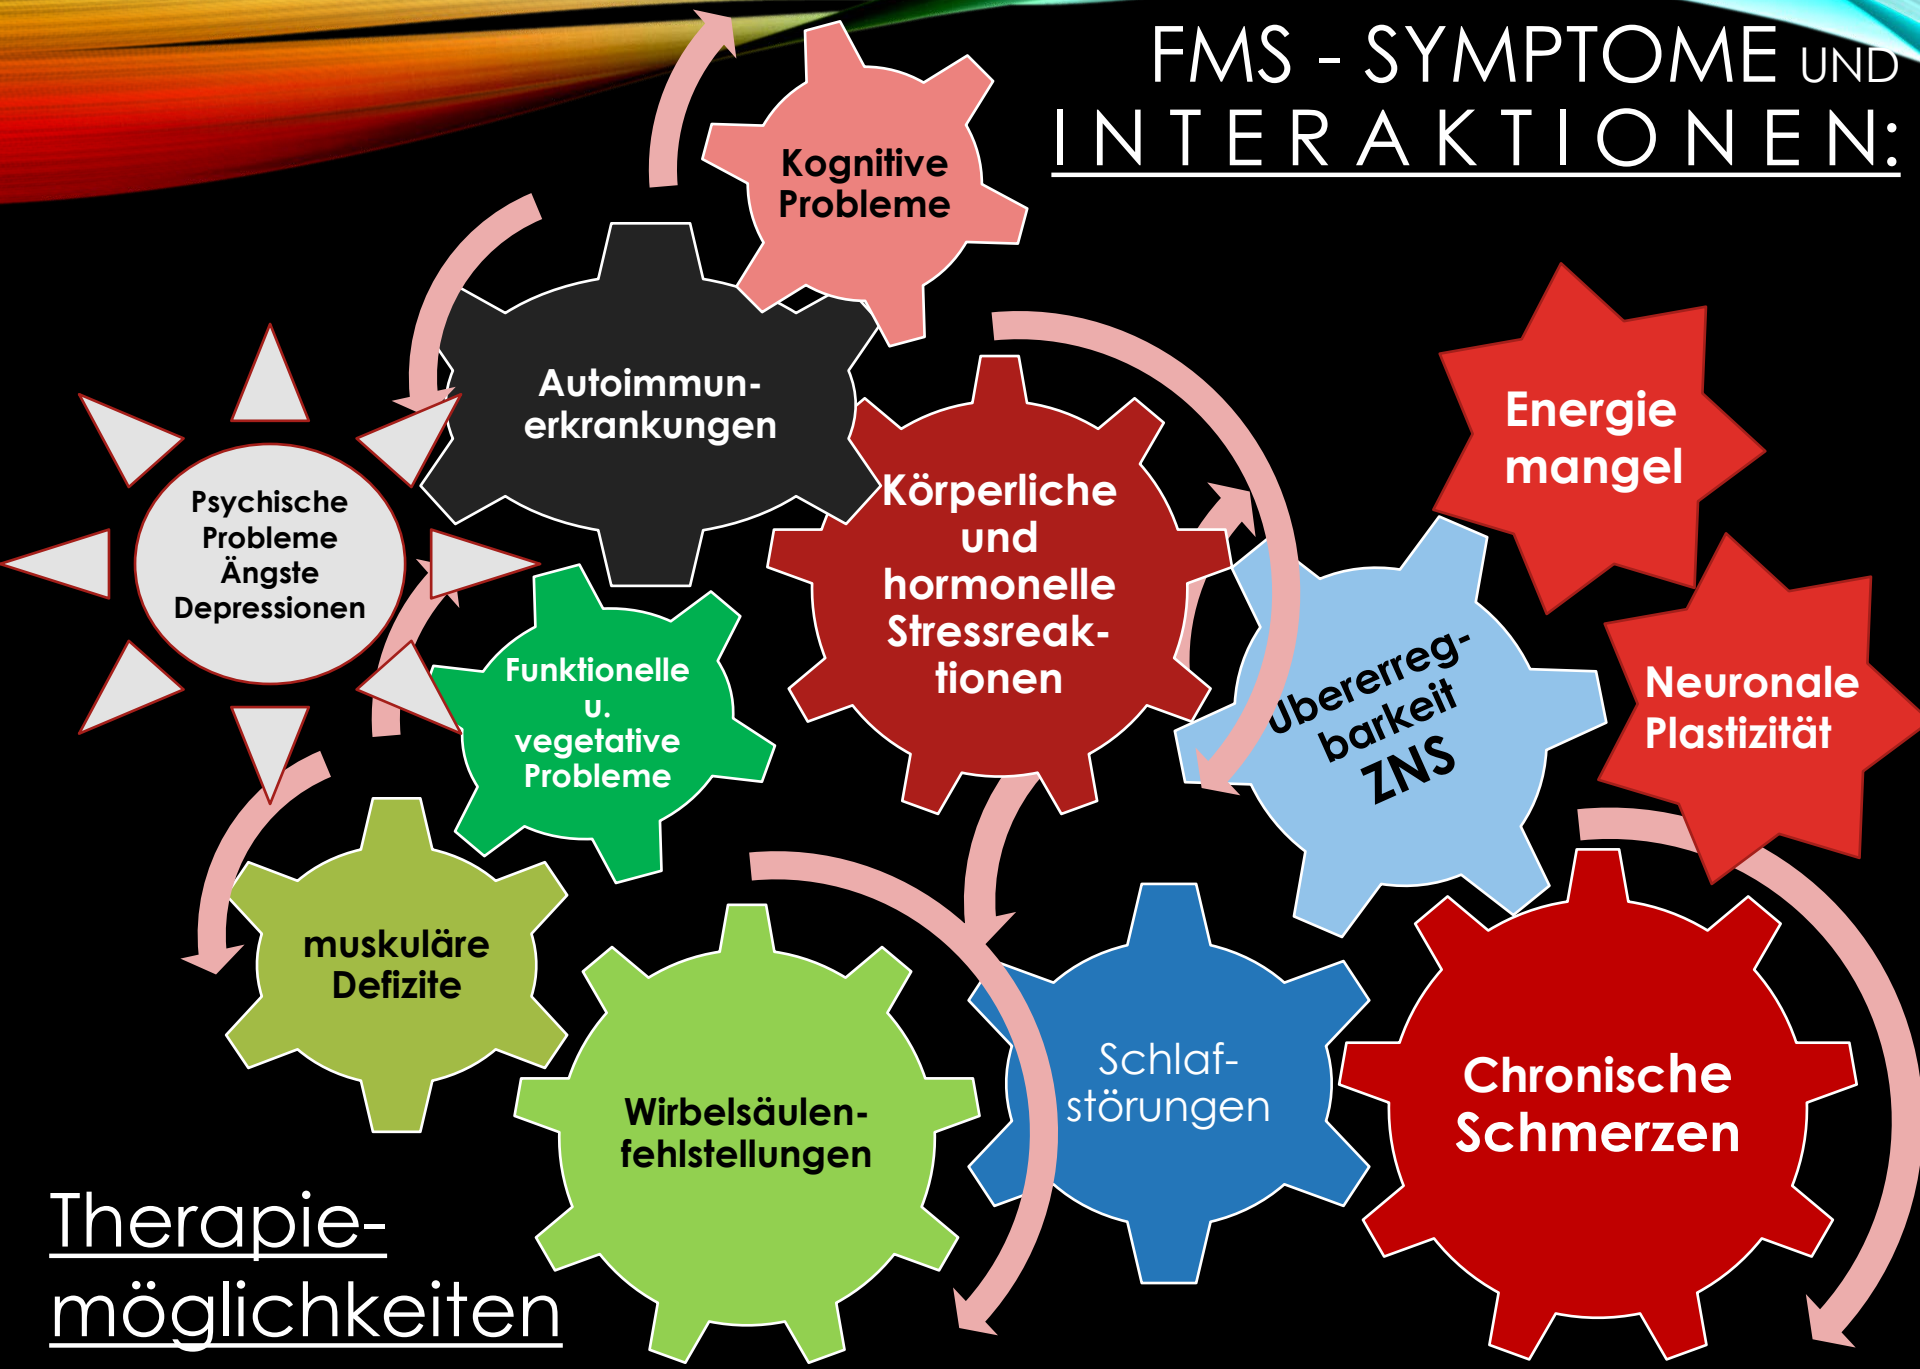 FMS - SYMPTOME UND
INTERAKTIONEN:
Kognitive
Probleme
Autoimmun-
erkrankungen
Psychische
Probleme
Ängste
Depressionen
Körperliche
und
hormonelle
Stressreak-
tionen
Energie
mangel
Funktionelle
u.
vegetative
Probleme
Übererreg-
barkeit
ZNS
Neuronale
Plastizität
muskuläre
Defizite
Wirbelsäulen-
fehlstellungen
Schlaf-
störungen
Chronische
Schmerzen
Therapie-
möglichkeiten